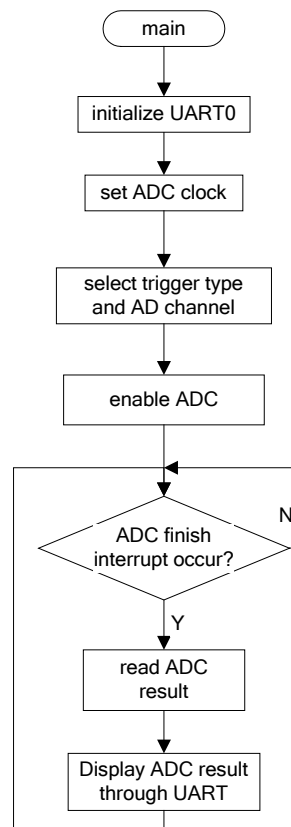 main
initialize UART0
set ADC clock
select trigger type
and AD channel
enable ADC
ADC finish
interrupt occur?
N
Y
read ADC
result
Display ADC result
through UART